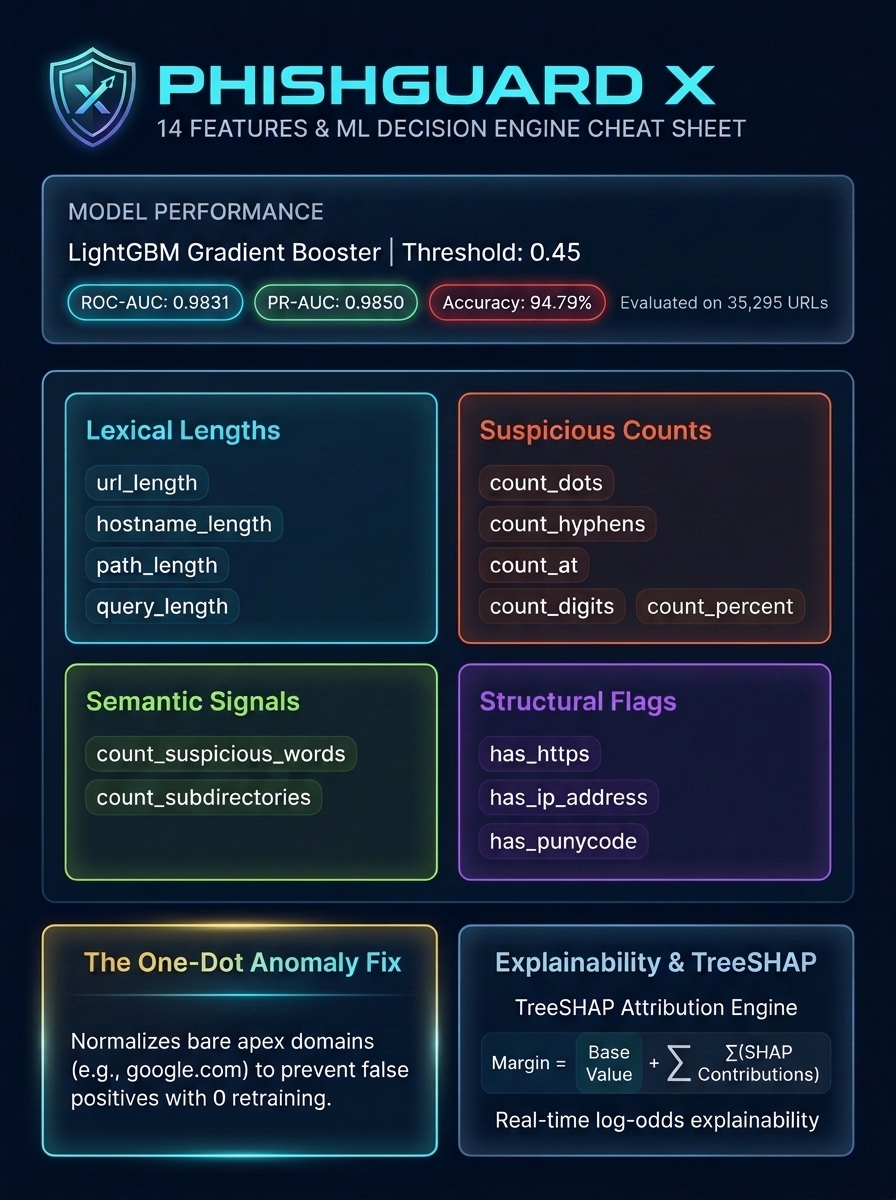 PHISHGUARD X
14 FEATURES & ML DECISION ENGINE CHEAT SHEET
MODEL PERFORMANCE
LightGBM Gradient Booster | Threshold: 0.45
ROC-AUC: 0.9831 PR-AUC: 0.9850 Accuracy: 94.79% Evaluated on 35,295 URLs
Lexical Lengths
url_length
hostname_length
path_length
query_length
Suspicious Counts
count_dots
count_hyphens
count_at
count_digits count_percent
Semantic Signals
count_suspicious_words
count_subdirectories
Structural Flags
has_https
has_ip_address
has_punycode
The One-Dot Anomaly Fix
Normalizes bare apex domains
(e.g., google.com) to prevent false
positives with 0 retraining.
Explainability & TreeSHAP
TreeSHAP Attribution Engine
Margin = Base Value + ∑ ∑(SHAP Contributions)
Real-time log-odds explainability